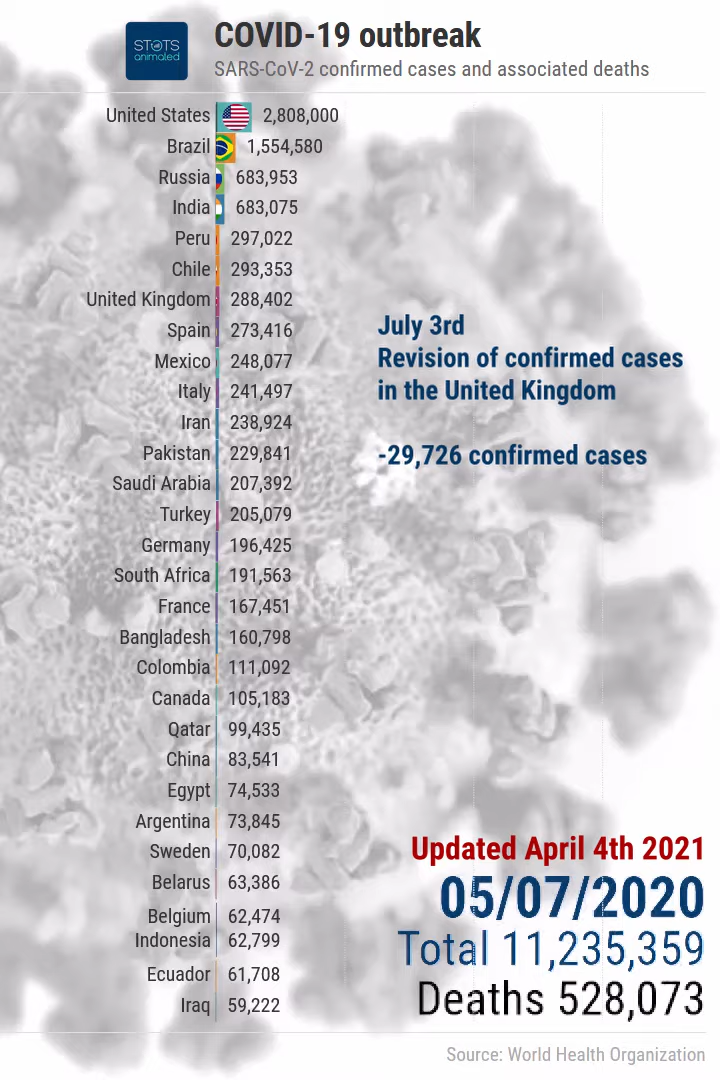 STATS
animated
COVID-19 outbreak
SARS-CoV-2 confirmed cases and associated deaths
United States 2,808,000
Brazil 1,554,580
Russia 683,953
India 683,075
Peru 297,022
Chile 293,353
United Kingdom 288,402
Spain 273,416
Mexico 248,077
Italy 241,497
Iran 238,924
Pakistan 229,841
Saudi Arabia 207,392
Turkey 205,079
Germany 196,425
South Africa 191,563
France 167,451
Bangladesh 160,798
Colombia 111,092
Canada 105,183
Qatar 99,435
China 83,541
Egypt 74,533
Argentina 73,845
Sweden 70,082
Belarus 63,386
Belgium 62,474
Indonesia 62,799
Ecuador 61,708
Iraq 59,222
July 3rd
Revision of confirmed cases
in the United Kingdom
-29,726 confirmed cases
Updated April 4th 2021
05/07/2020
Total 11,235,359
Deaths 528,073
Source: World Health Organization